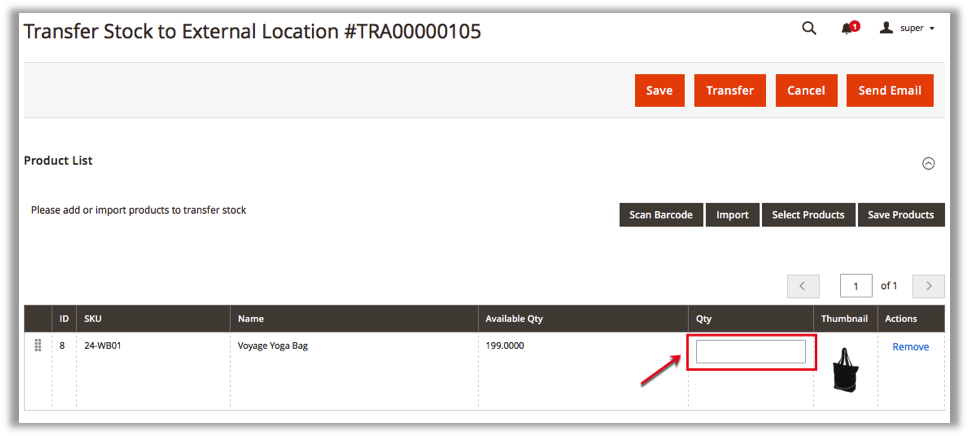 Transfer Stock to External Location #TRA00000105
1
super
Save Transfer Cancel Send Email
Product List
Please add or import products to transfer stock
Scan Barcode Import Select Products Save Products
1 of 1
ID SKU Name Available Qty Qty Thumbnail Actions
8 24-WB01 Voyage Yoga Bag 199.0000 Remove